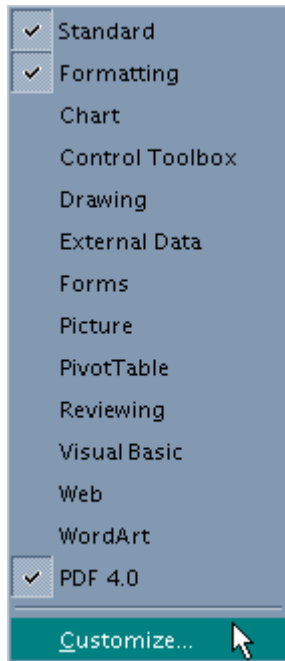 Standard
Formatting
Chart
Control Toolbox
Drawing
External Data
Forms
Picture
PivotTable
Reviewing
Visual Basic
Web
WordArt
PDF 4.0
Customize...